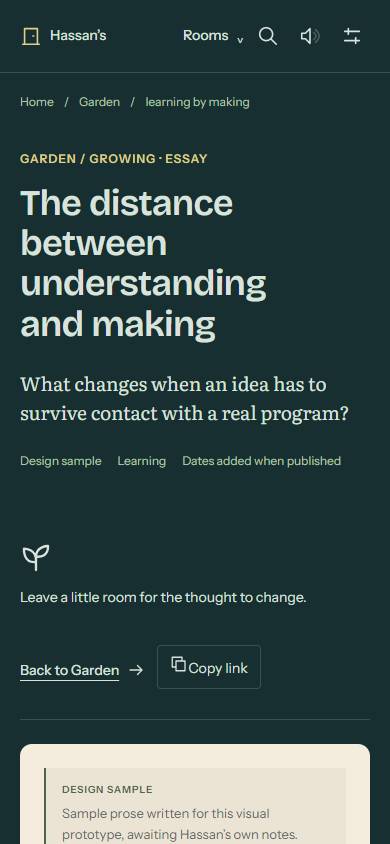 Hassan's
Rooms
Home / Garden / learning by making
GARDEN / GROWING · ESSAY
The distance
between
understanding
and making
What changes when an idea has to
survive contact with a real program?
Design sample Learning Dates added when published
Leave a little room for the thought to change.
Back to Garden →
Copy link
DESIGN SAMPLE
Sample prose written for this visual
prototype, awaiting Hassan's own notes.